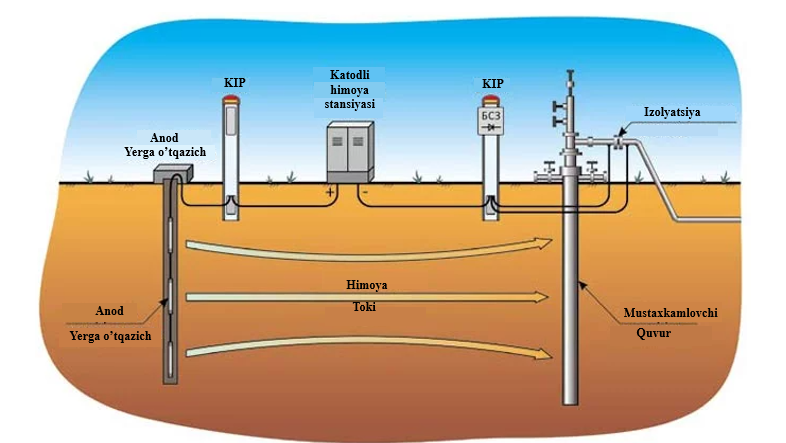 KIP
Katodli
himoya
stansiyasi
KIP
БСЗ
Izolyatsiya
Anod
Yerga o’tqazich
+
-
Himoya
Toki
Anod
Yerga o’tqazich
Mustaxkamlovchi
Quvur